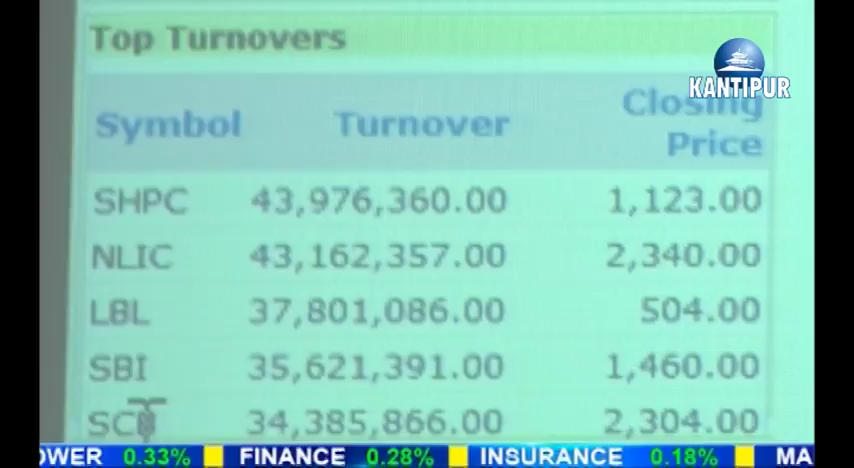 Top Turnovers
KANTIPUR
Symbol Turnover Closing Price
SHPC 43,976,360.00 1,123.00
NLIC 43,162,357.00 2,340.00
LBL 37,801,086.00 504.00
SBI 35,621,391.00 1,460.00
34,385,866.00 2,304.00
OWER 0.33% FINANCE 0.28% INSURANCE 0.18% MA